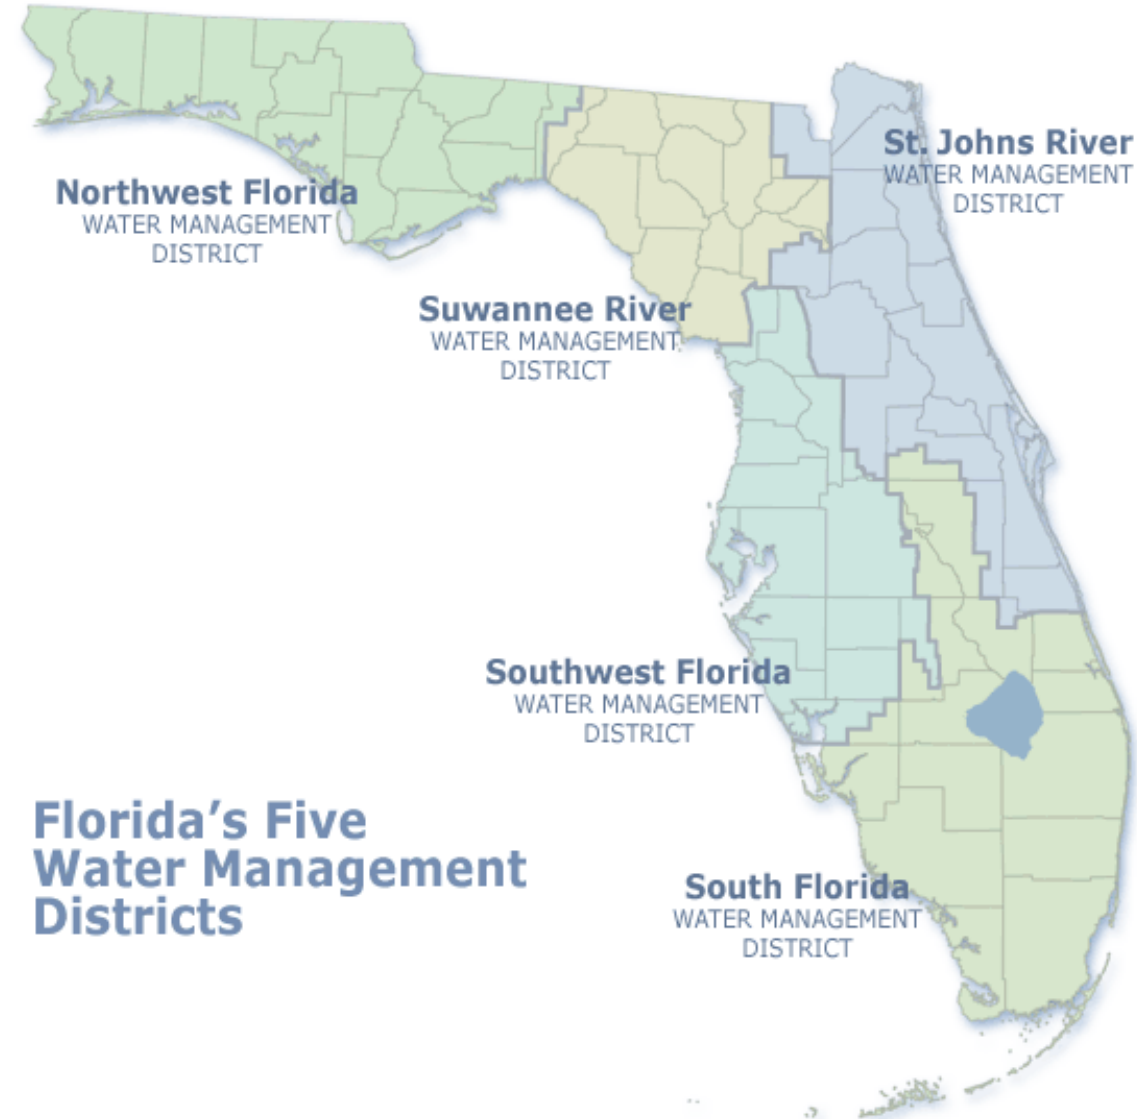 St. Johns River
WATER MANAGEMENT
DISTRICT
Northwest Florida
WATER MANAGEMENT
DISTRICT
Suwannee River
WATER MANAGEMENT
DISTRICT
Southwest Florida
WATER MANAGEMENT
DISTRICT
Florida’s Five
Water Management
Districts
South Florida
WATER MANAGEMENT
DISTRICT